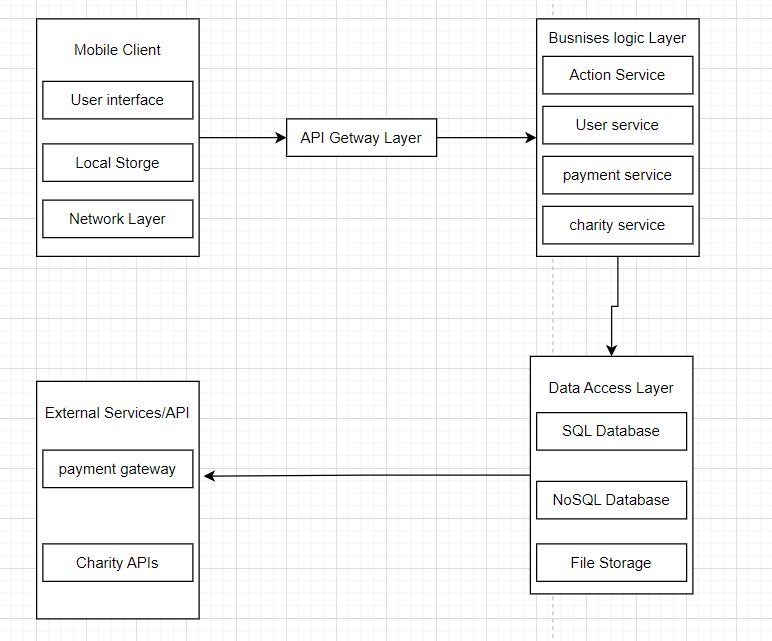 Mobile Client
User interface
Local Storge
Network Layer
API Getway Layer
Busnises logic Layer
Action Service
User service
payment service
charity service
Data Access Layer
SQL Database
NoSQL Database
File Storage
External Services/API
payment gateway
Charity APIs